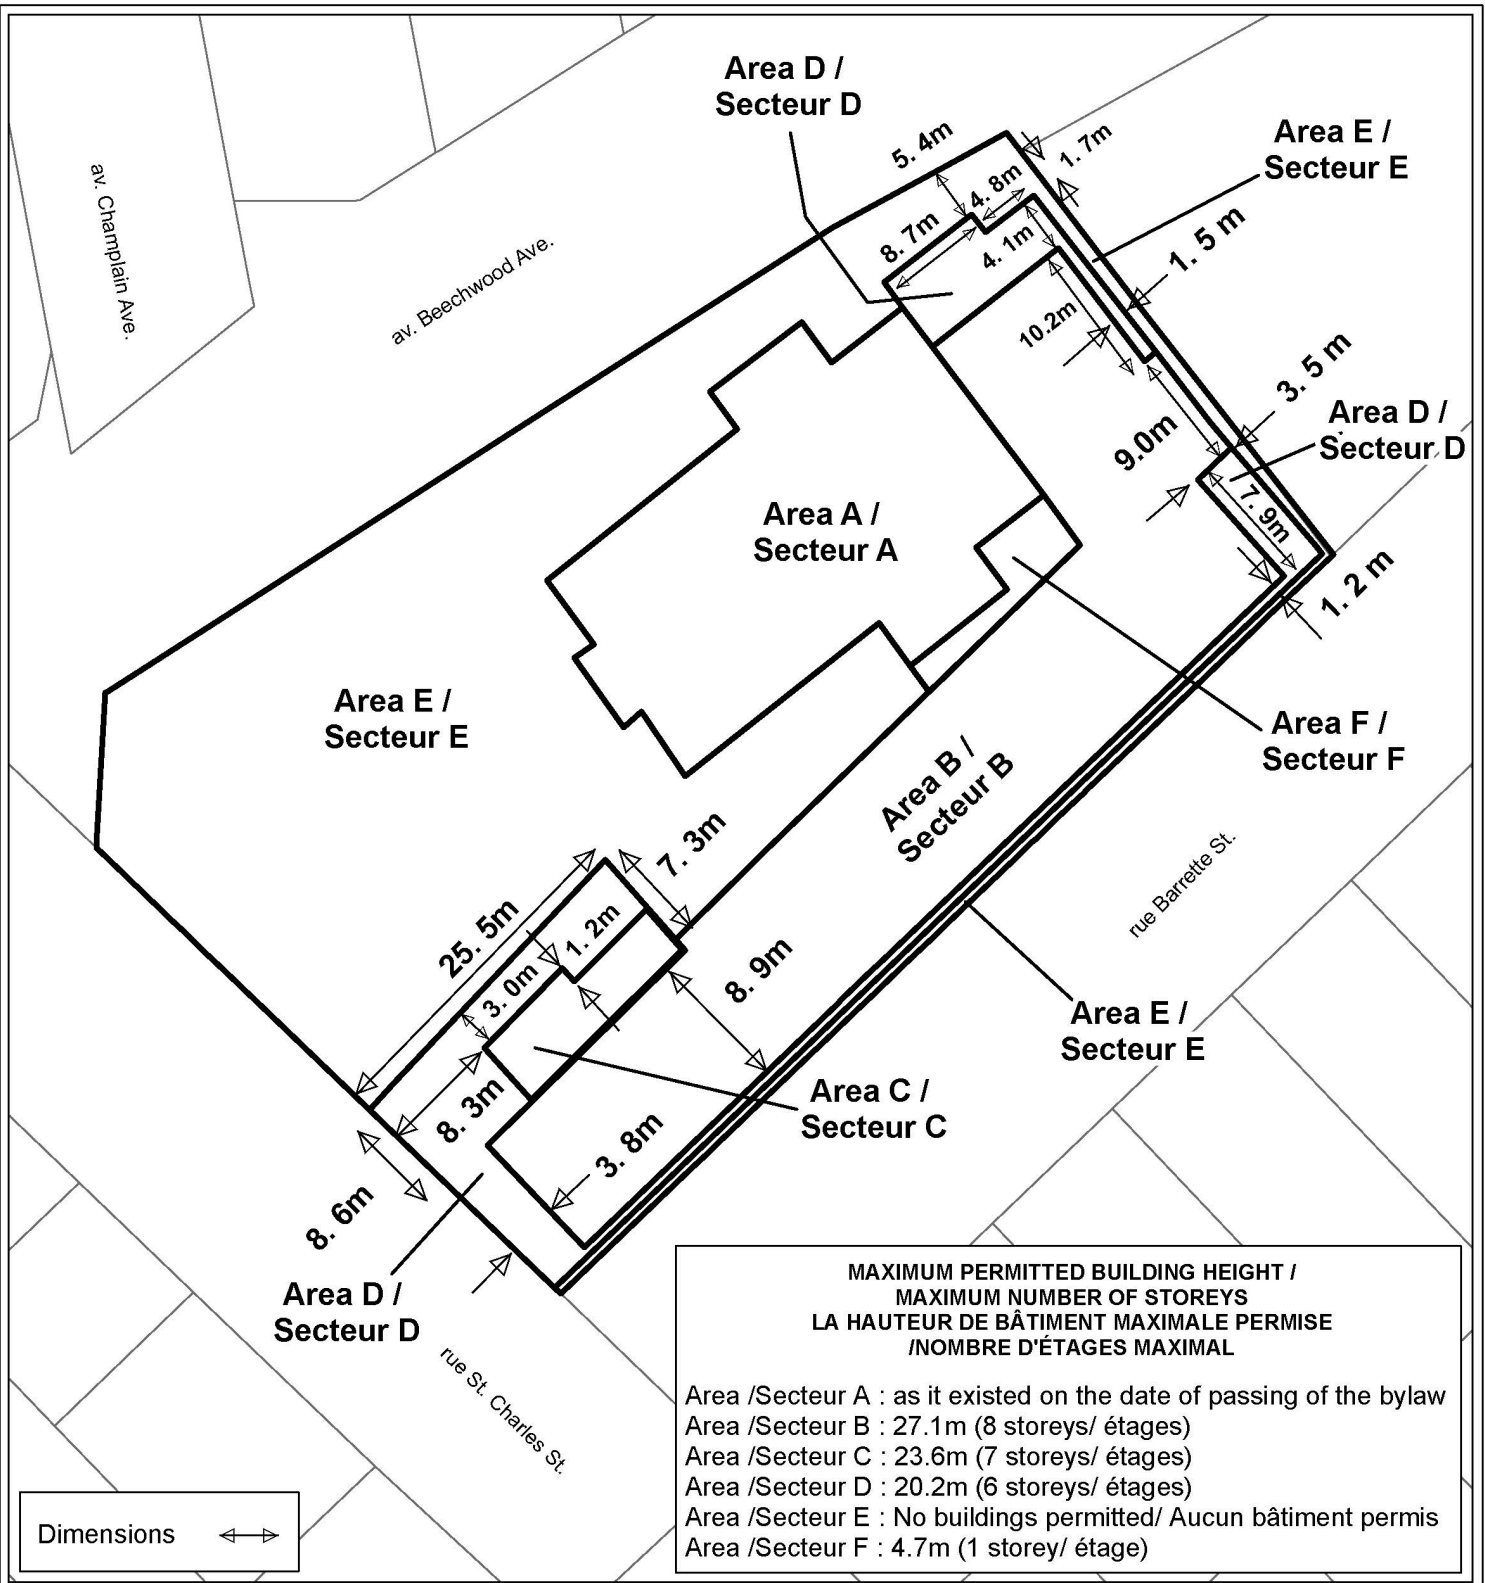 Area D /
Secteur D
5. 4m
1. 7m
Area E /
Secteur E
av. Champlain Ave.
4. 8m
8. 7m
4. 1m
1. 5 m
av. Beechwood Ave.
10.2m
3. 5 m
Area D /
Secteur D
9.0m
7. 9m
Area A /
Secteur A
1. 2 m
Area E /
Secteur E
Area F /
Secteur F
Area B /
Secteur B
7. 3m
rue Barrette St.
25. 5m
1. 2m
3. 0m
8. 9m
Area E /
Secteur E
8. 3m
Area C /
Secteur C
3. 8m
8. 6m
Area D /
Secteur D
rue St. Charles St.
MAXIMUM PERMITTED BUILDING HEIGHT /
MAXIMUM NUMBER OF STOREYS
LA HAUTEUR DE BÂTIMENT MAXIMALE PERMISE
/NOMBRE D'ÉTAGES MAXIMAL
Area /Secteur A : as it existed on the date of passing of the bylaw
Area /Secteur B : 27.1m (8 storeys/ étages)
Area /Secteur C : 23.6m (7 storeys/ étages)
Area /Secteur D : 20.2m (6 storeys/ étages)
Area /Secteur E : No buildings permitted/ Aucun bâtiment permis
Area /Secteur F : 4.7m (1 storey/ étage)
Dimensions